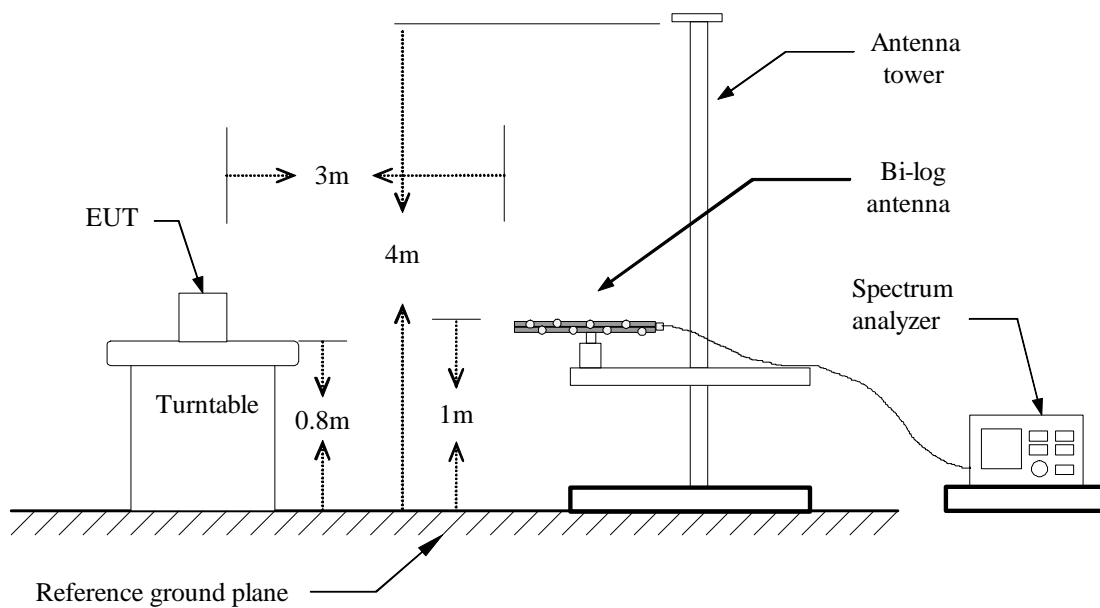 Antenna
tower
3m
Bi-log
antenna
EUT
4m
Spectrum
analyzer
Turntable
0.8m
1m
Reference ground plane